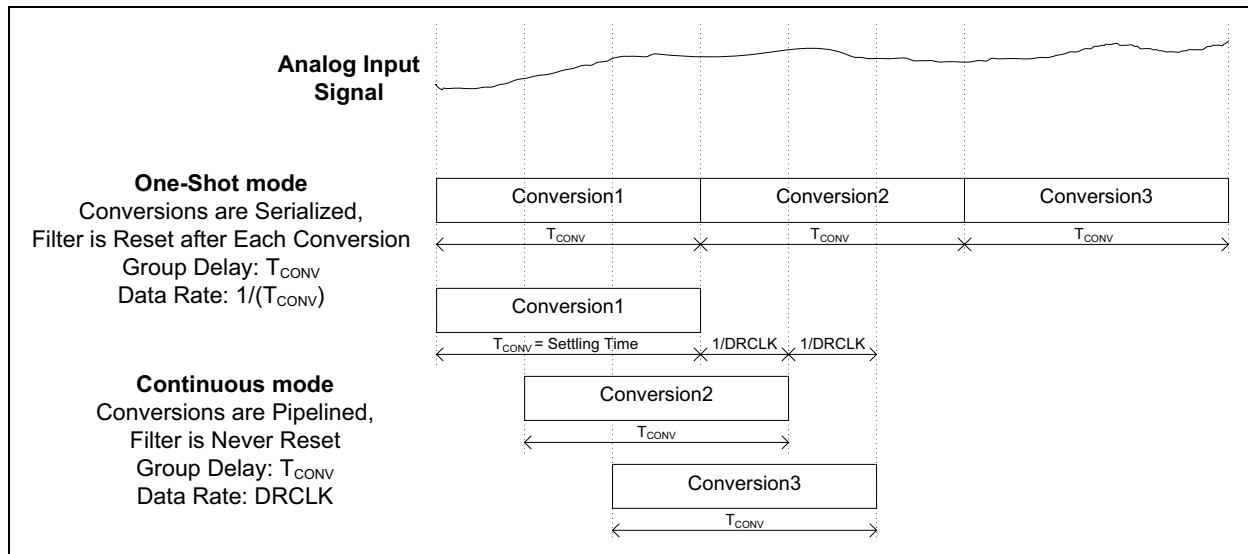 Analog Input
Signal
One-Shot mode
Conversions are Serialized,
Filter is Reset after Each Conversion
Group Delay: TCONV
Data Rate: 1/(TCONV)
Conversion1
Conversion2
Conversion3
TCONV
TCONV
TCONV
Conversion1
TCONV = Settling Time
1/DRCLK
1/DRCLK
Continuous mode
Conversions are Pipelined,
Filter is Never Reset
Group Delay: TCONV
Data Rate: DRCLK
Conversion2
TCONV
Conversion3
TCONV